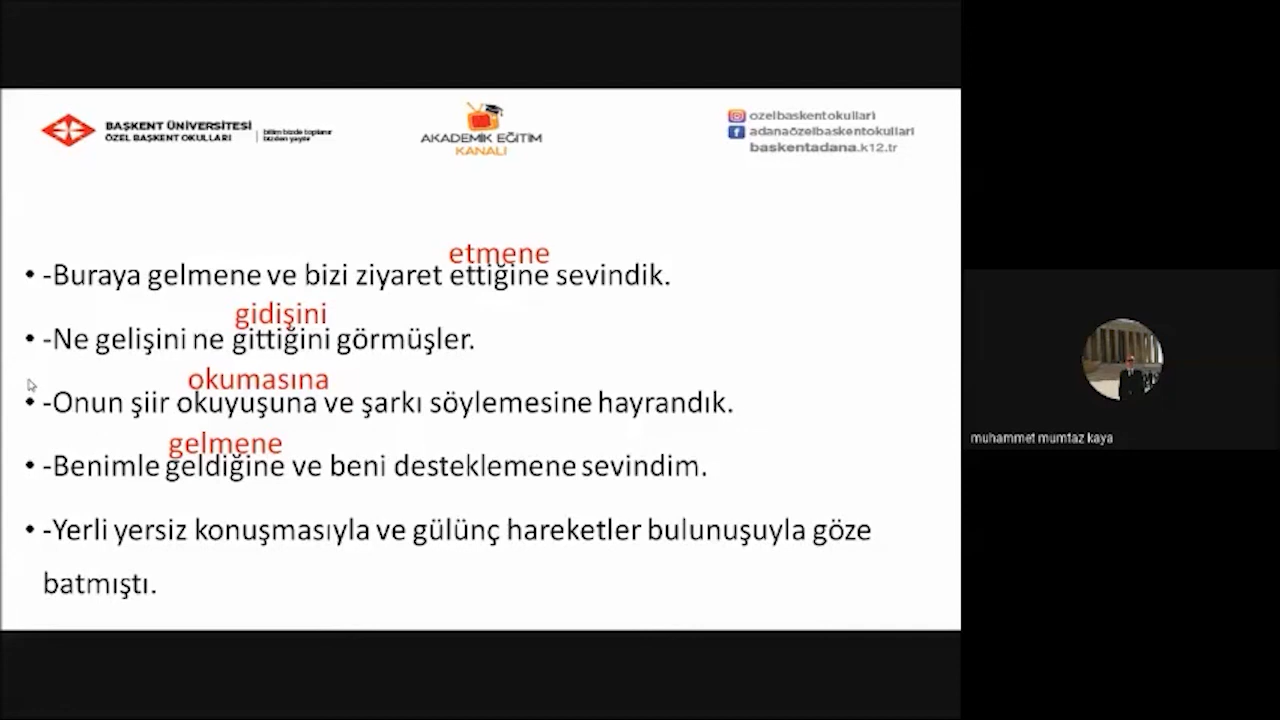 BAŞKENT ÜNİVERSİTESİ
ÖZEL BAŞKENT OKULLARI
bilim bizde toplanır
bizden yayılır
AKADEMİK EĞİTİM
KANALI
ozelbaskentokullari
adanaözelbaskentokullari
baskentadana.k12.tr
etmene
• -Buraya gelmene ve bizi ziyaret ettiğine sevindik.
gidişini
• -Ne gelişini ne gittiğini görmüşler.
okumasına
• -Onun şiir okuyuşuna ve şarkı söylemesine hayrandık.
gelmene
• -Benimle geldiğine ve beni desteklemene sevindim.
• -Yerli yersiz konuşmasıyla ve gülünç hareketler bulunuşuyla göze
batmıştı.
muhammet mumtaz kaya